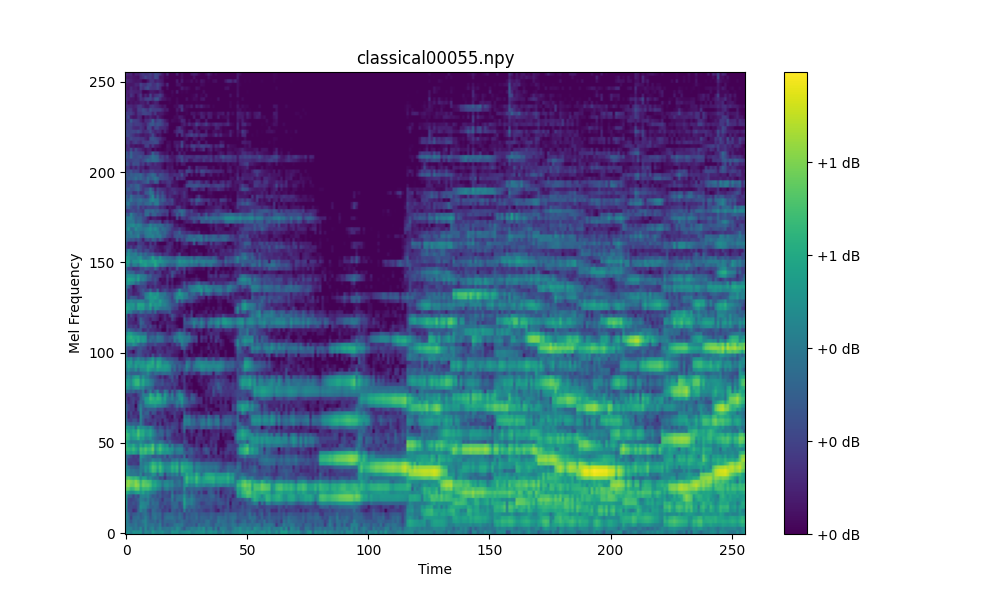 classical00055.npy
250
200
150
100
50
0
Mel Frequency
0 50 100 150 200 250
Time
+1 dB
+1 dB
+0 dB
+0 dB
+0 dB